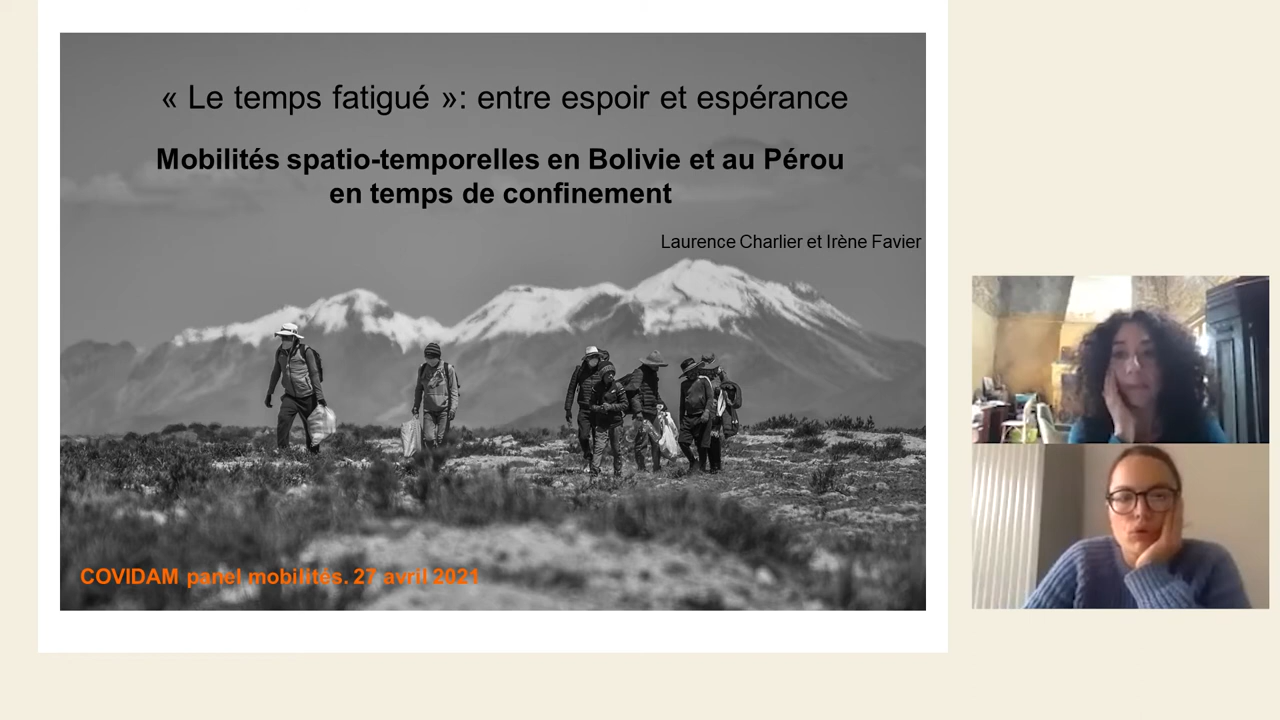 « Le temps fatigué »: entre espoir et espérance
Mobilités spatio-temporelles en Bolivie et au Pérou
en temps de confinement
Laurence Charlier et Irène Favier
COVIDAM panel mobilités. 27 avril 2021